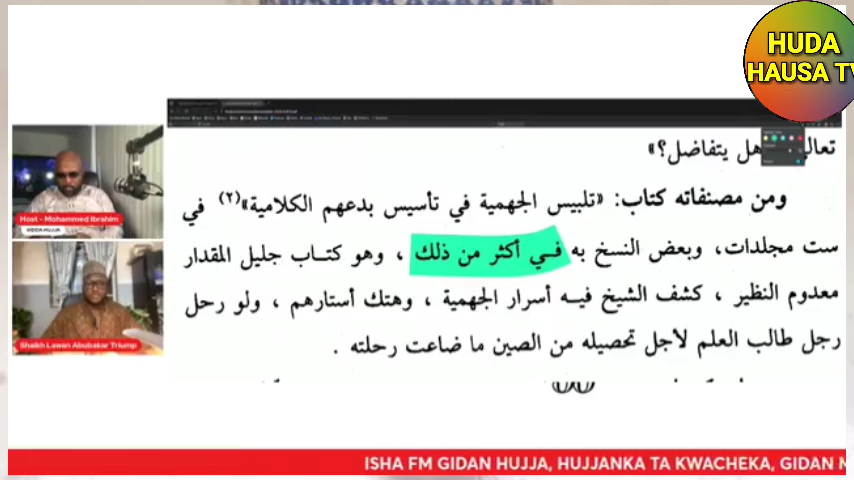 HUDA
HAUSA TV
هل يتفاضل؟»
ومن مصنفاته كتاب: «تلبيس الجهمية في تأسيس بدعهم الكلامية»(٢) في
ست مجلدات، وبعض النسخ به في أكثر من ذلك ، وهو كتاب جليل المقدار
معدوم النظير ، كشف الشيخ فيه أسرار الجهمية ، وهتك أستارهم ، ولو رحل
رجل طالب العلم لأجل تحصيله من الصين ما ضاعت رحلته .
Host - Mohammed Ibrahim
GIDDA HUJJA
Shaikh Lawan Abubakar Triump
ISHA FM GIDAN HUJJA, HUJJANKA TA KWACHEKA, GIDAN